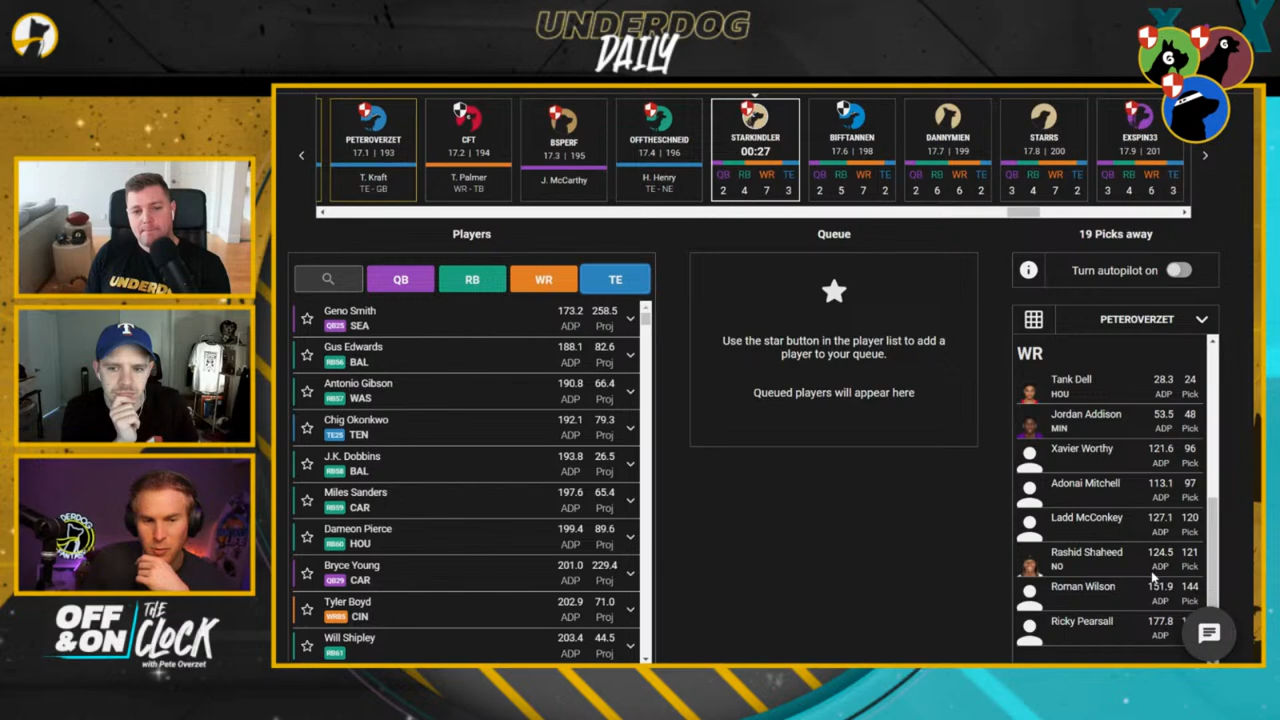 UNDERDOG
DAILY
G
G
PETEROVERZET
17.1 | 193
T. Kraft
TE - GB
CFT
17.2 | 194
T. Palmer
WR - TB
BSPERF
17.3 | 195
J. McCarthy
OFFTHESCHNEID
17.4 | 196
H. Henry
TE - NE
STARKINDLER
00:27
QB RB WR TE
2 4 7 3
BIFFTANNEN
17.6 | 198
QB RB WR TE
2 5 7 2
DANNYMIEN
17.7 | 199
QB RB WR TE
2 6 6 2
STARRS
17.8 | 200
QB RB WR TE
3 4 7 2
EXSPIN33
17.9 | 201
QB RB WR TE
3 4 6 3
Players
Queue
19 Picks away
QB
RB
WR
TE
Turn autopilot on
PETEROVERZET
Geno Smith 173.2 258.5
QB25 SEA ADP Proj
Gus Edwards 188.1 82.6
RB56 BAL ADP Proj
Antonio Gibson 190.8 66.4
RB57 WAS ADP Proj
Chig Okonkwo 192.1 79.3
TE25 TEN ADP Proj
J.K. Dobbins 193.8 26.5
RB58 BAL ADP Proj
Miles Sanders 197.6 65.4
RB59 CAR ADP Proj
Dameon Pierce 199.4 89.6
RB60 HOU ADP Proj
Bryce Young 201.0 229.4
QB29 CAR ADP Proj
Tyler Boyd 202.9 71.0
WR85 CIN ADP Proj
Will Shipley 203.4 44.5
RB61 ADP Proj
Use the star button in the player list to add a
player to your queue.
Queued players will appear here
WR
Tank Dell 28.3 24
HOU ADP Pick
Jordan Addison 53.5 48
MIN ADP Pick
Xavier Worthy 121.6 96
ADP Pick
Adonai Mitchell 113.1 97
ADP Pick
Ladd McConkey 127.1 120
ADP Pick
Rashid Shaheed 124.5 121
NO ADP Pick
Roman Wilson 151.9 144
ADP Pick
Ricky Pearsall 177.8
ADP
UNDERDOG
T
OFF
&ON
THE
CLOCK
with Pete Overzet